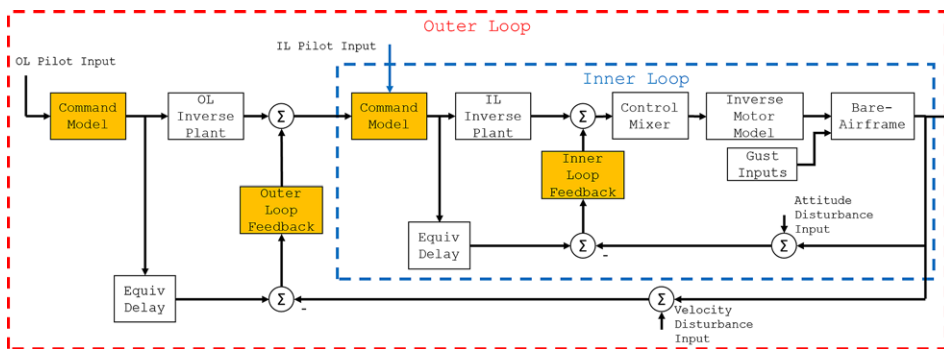 Outer Loop
IL Pilot Input
OL Pilot Input
Inner Loop
Command
Model
OL
Inverse
Plant
Σ
Command
Model
IL
Inverse
Plant
Σ
Control
Mixer
Inverse
Motor
Model
Bare-
Airframe
Gust
Inputs
Inner
Loop
Feedback
Outer
Loop
Feedback
Attitude
Disturbance
Input
Equiv
Delay
Σ
-
Σ
Equiv
Delay
Σ
-
Σ
Velocity
Disturbance
Input